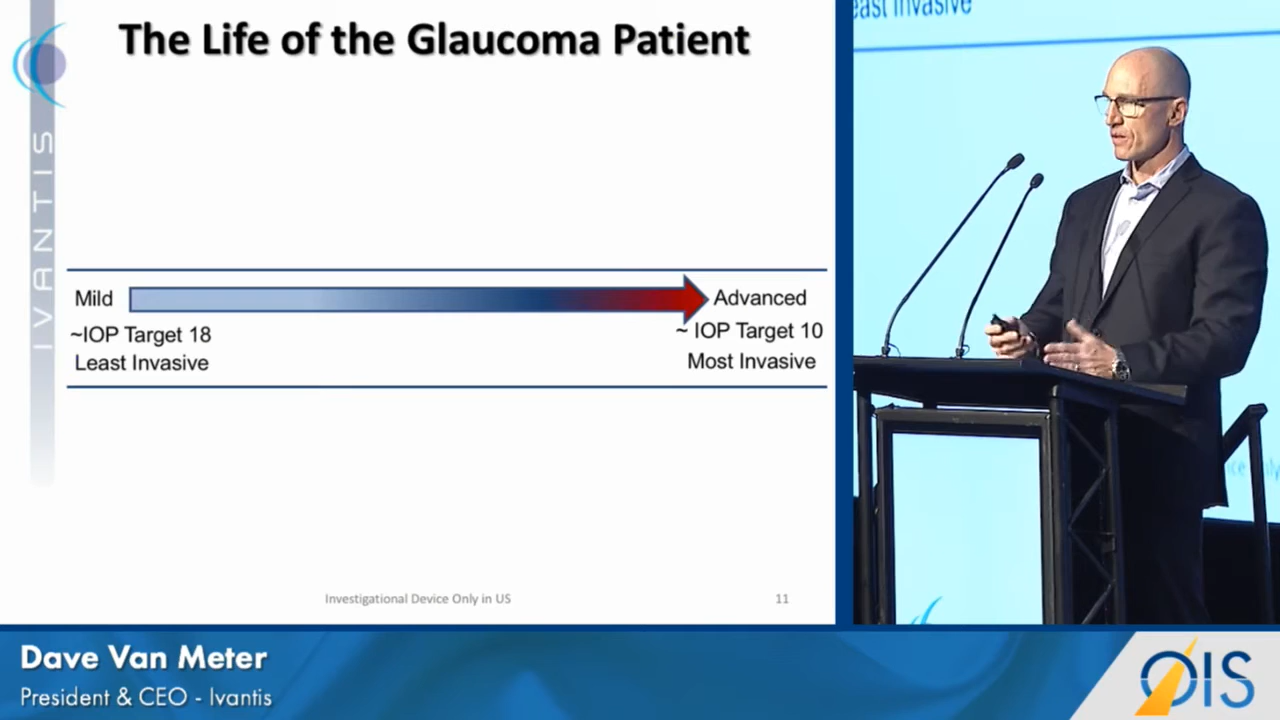 The Life of the Glaucoma Patient
IVANTIS
Mild
Advanced
~IOP Target 18
~ IOP Target 10
Least Invasive
Most Invasive
Investigational Device Only in US
11
east Invasive
Dave Van Meter
President & CEO - Ivantis
OIS